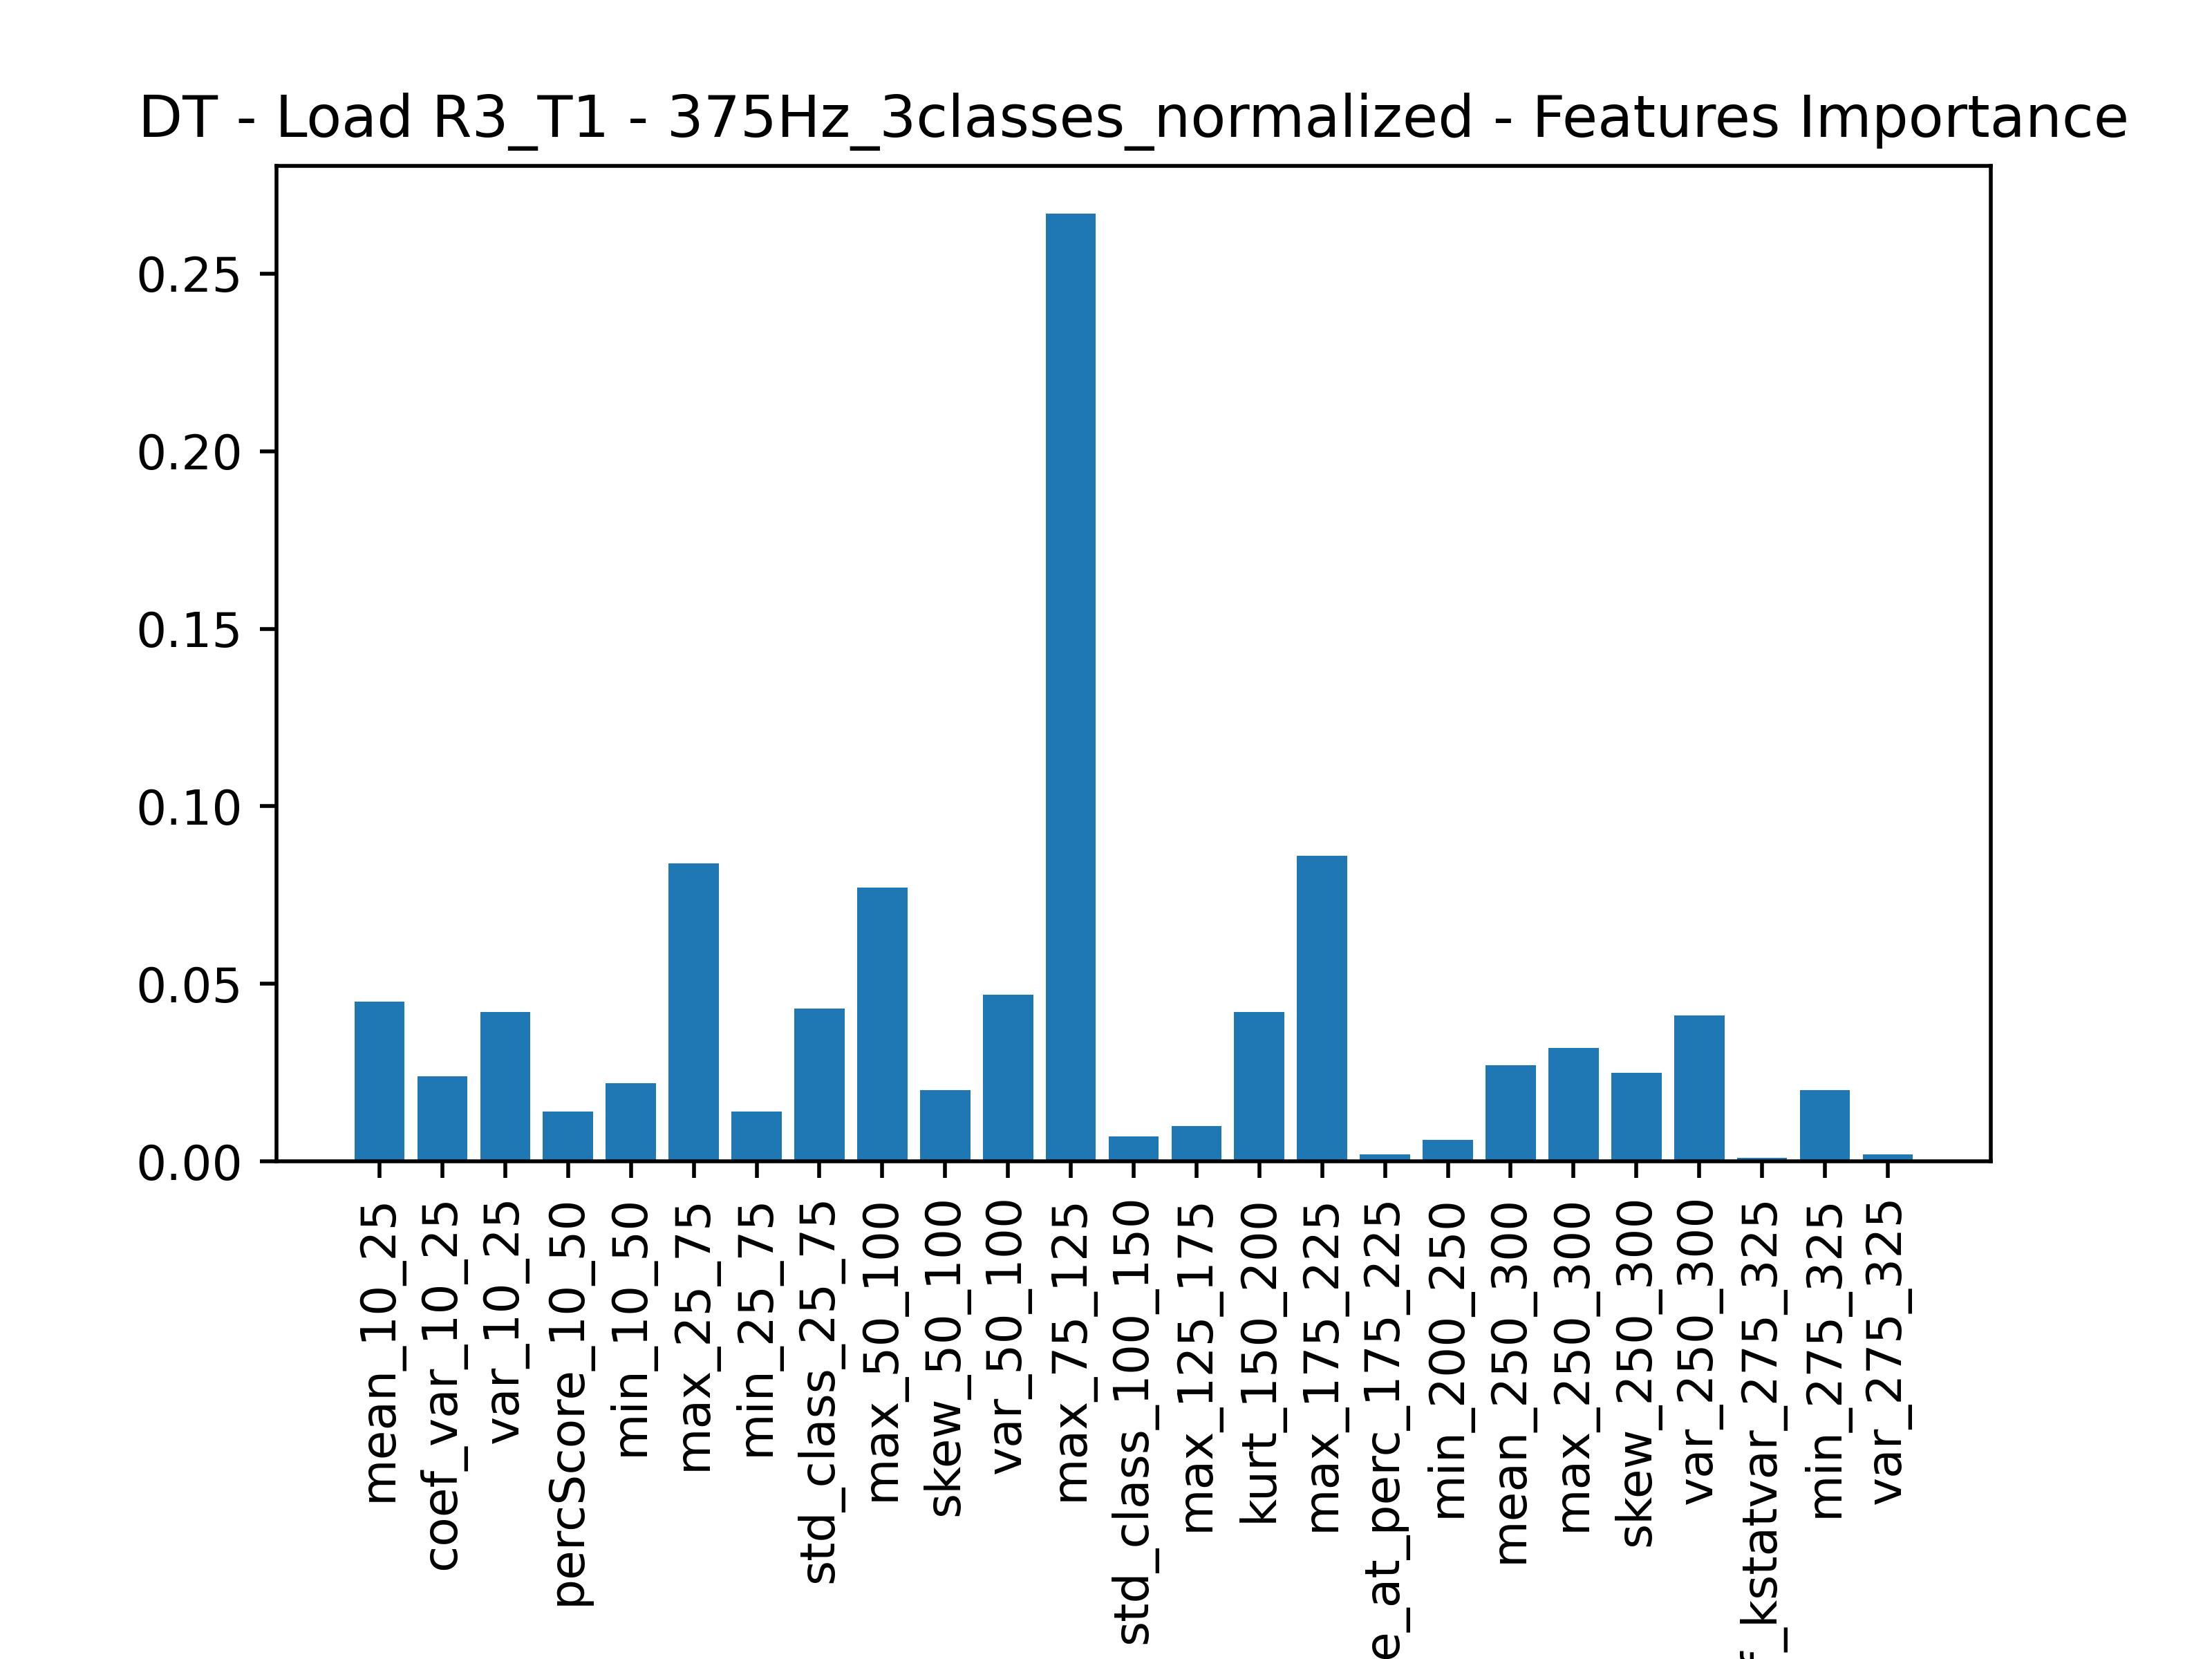 DT - Load R3_T1 - 375Hz_3classes_normalized - Features Importance
0.25
0.20
0.15
0.10
0.05
0.00
mean_10_25
coef_var_10_25
var_10_25
percScore_10_50
min_10_50
max_25_75
min_25_75
std_class_25_75
max_50_100
skew_50_100
var_50_100
max_75_125
std_class_100_150
max_125_175
kurt_150_200
max_175_225
e_at_perc_175_225
min_200_250
mean_250_300
max_250_300
skew_250_300
var_250_300
f_kstatvar_275_325
min_275_325
var_275_325